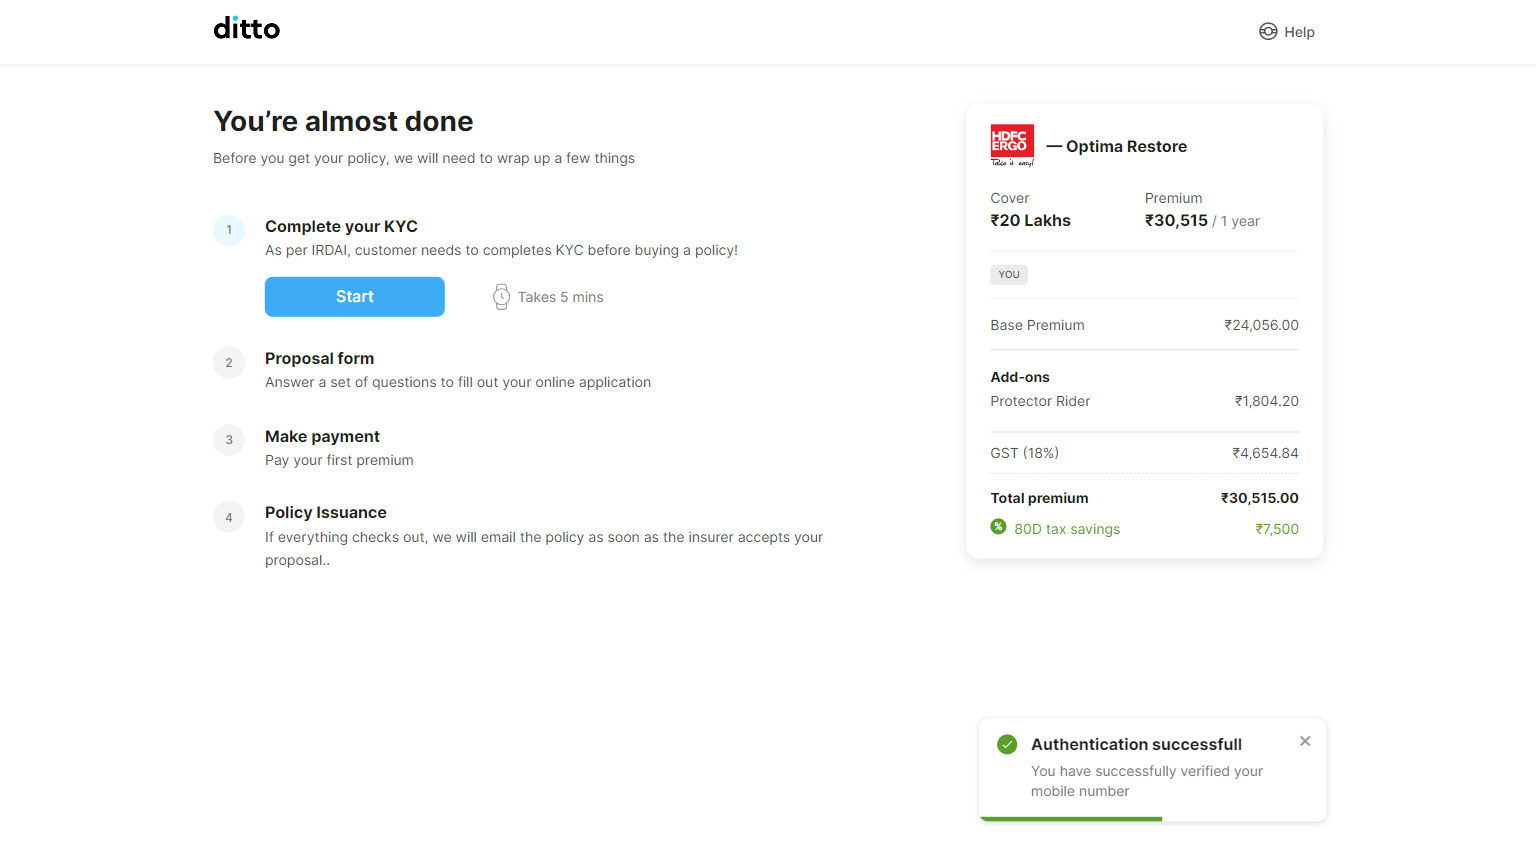 ditto
Help
You're almost done
Before you get your policy, we will need to wrap up a few things
1
Complete your KYC
As per IRDAI, customer needs to completes KYC before buying a policy!
Start
Takes 5 mins
2
Proposal form
Answer a set of questions to fill out your online application
3
Make payment
Pay your first premium
4
Policy Issuance
If everything checks out, we will email the policy as soon as the insurer accepts your
proposal..
HDFC
ERGO
Take it easy!
— Optima Restore
Cover
Premium
₹20 Lakhs
₹30,515 / 1 year
YOU
Base Premium ₹24,056.00
Add-ons
Protector Rider ₹1,804.20
GST (18%) ₹4,654.84
Total premium ₹30,515.00
% 80D tax savings ₹7,500
Authentication successfull
You have successfully verified your
mobile number